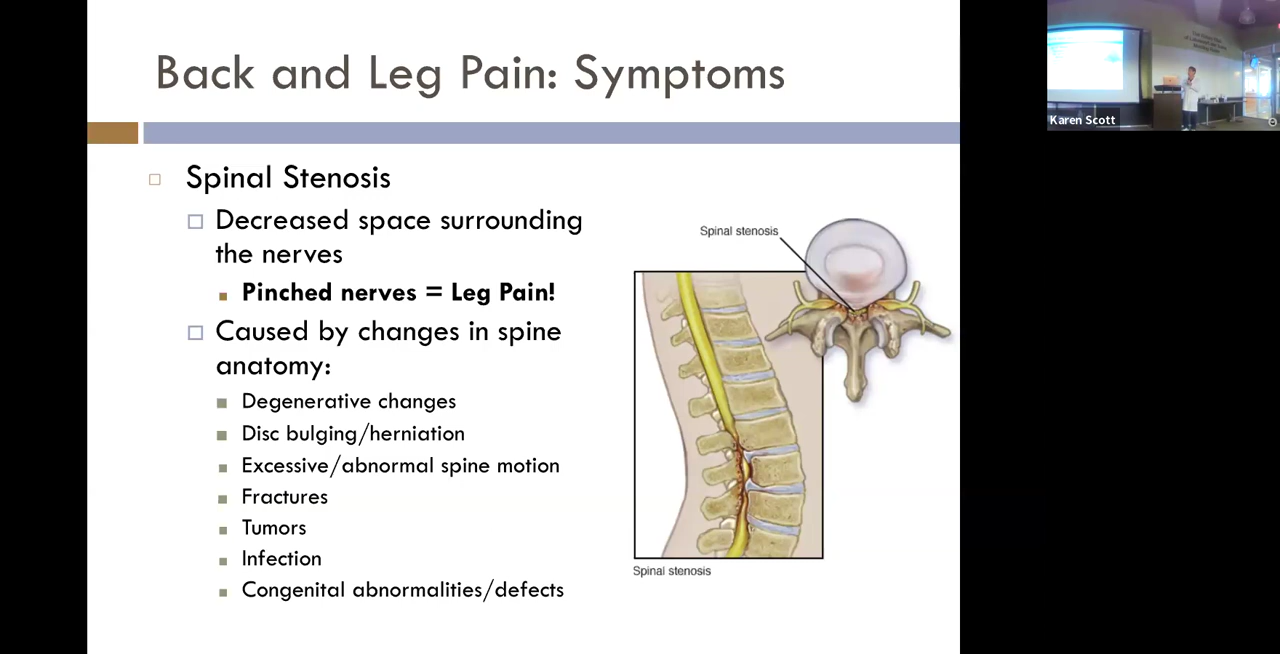 Back and Leg Pain: Symptoms
Spinal Stenosis
Decreased space surrounding
the nerves
Pinched nerves = Leg Pain!
Caused by changes in spine
anatomy:
Degenerative changes
Disc bulging/herniation
Excessive/abnormal spine motion
Fractures
Tumors
Infection
Congenital abnormalities/defects
Spinal stenosis
Spinal stenosis
Karen Scott